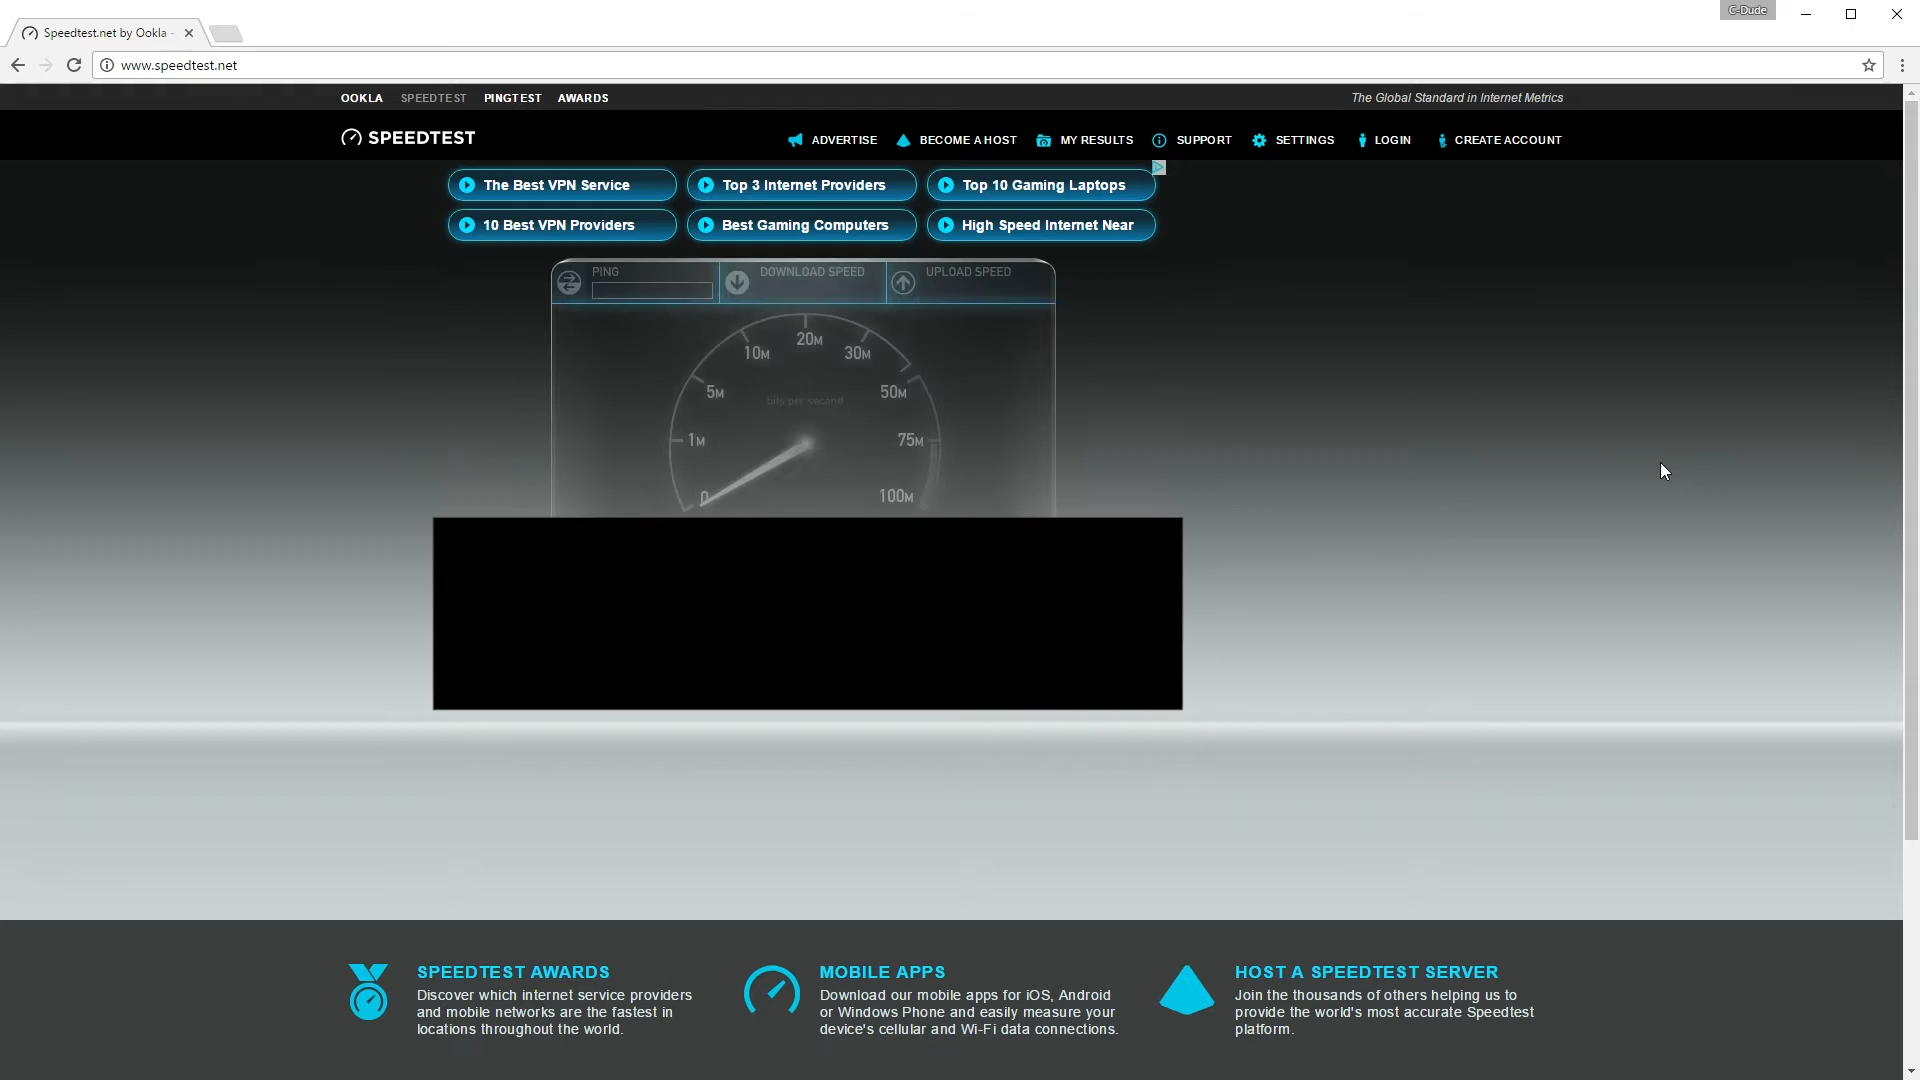 C-Dude
Speedtest.net by Ookla -
www.speedtest.net
OOKLA SPEEDTEST PINGTEST AWARDS
The Global Standard in Internet Metrics
SPEEDTEST
ADVERTISE BECOME A HOST MY RESULTS SUPPORT SETTINGS LOGIN CREATE ACCOUNT
The Best VPN Service Top 3 Internet Providers Top 10 Gaming Laptops
10 Best VPN Providers Best Gaming Computers High Speed Internet Near
PING DOWNLOAD SPEED UPLOAD SPEED
20M
10M 30M
5M 50M
bits per second
1M 75M
0 100M
SPEEDTEST AWARDS
Discover which internet service providers
and mobile networks are the fastest in
locations throughout the world.
MOBILE APPS
Download our mobile apps for iOS, Android
or Windows Phone and easily measure your
device's cellular and Wi-Fi data connections.
HOST A SPEEDTEST SERVER
Join the thousands of others helping us to
provide the world's most accurate Speedtest
platform.